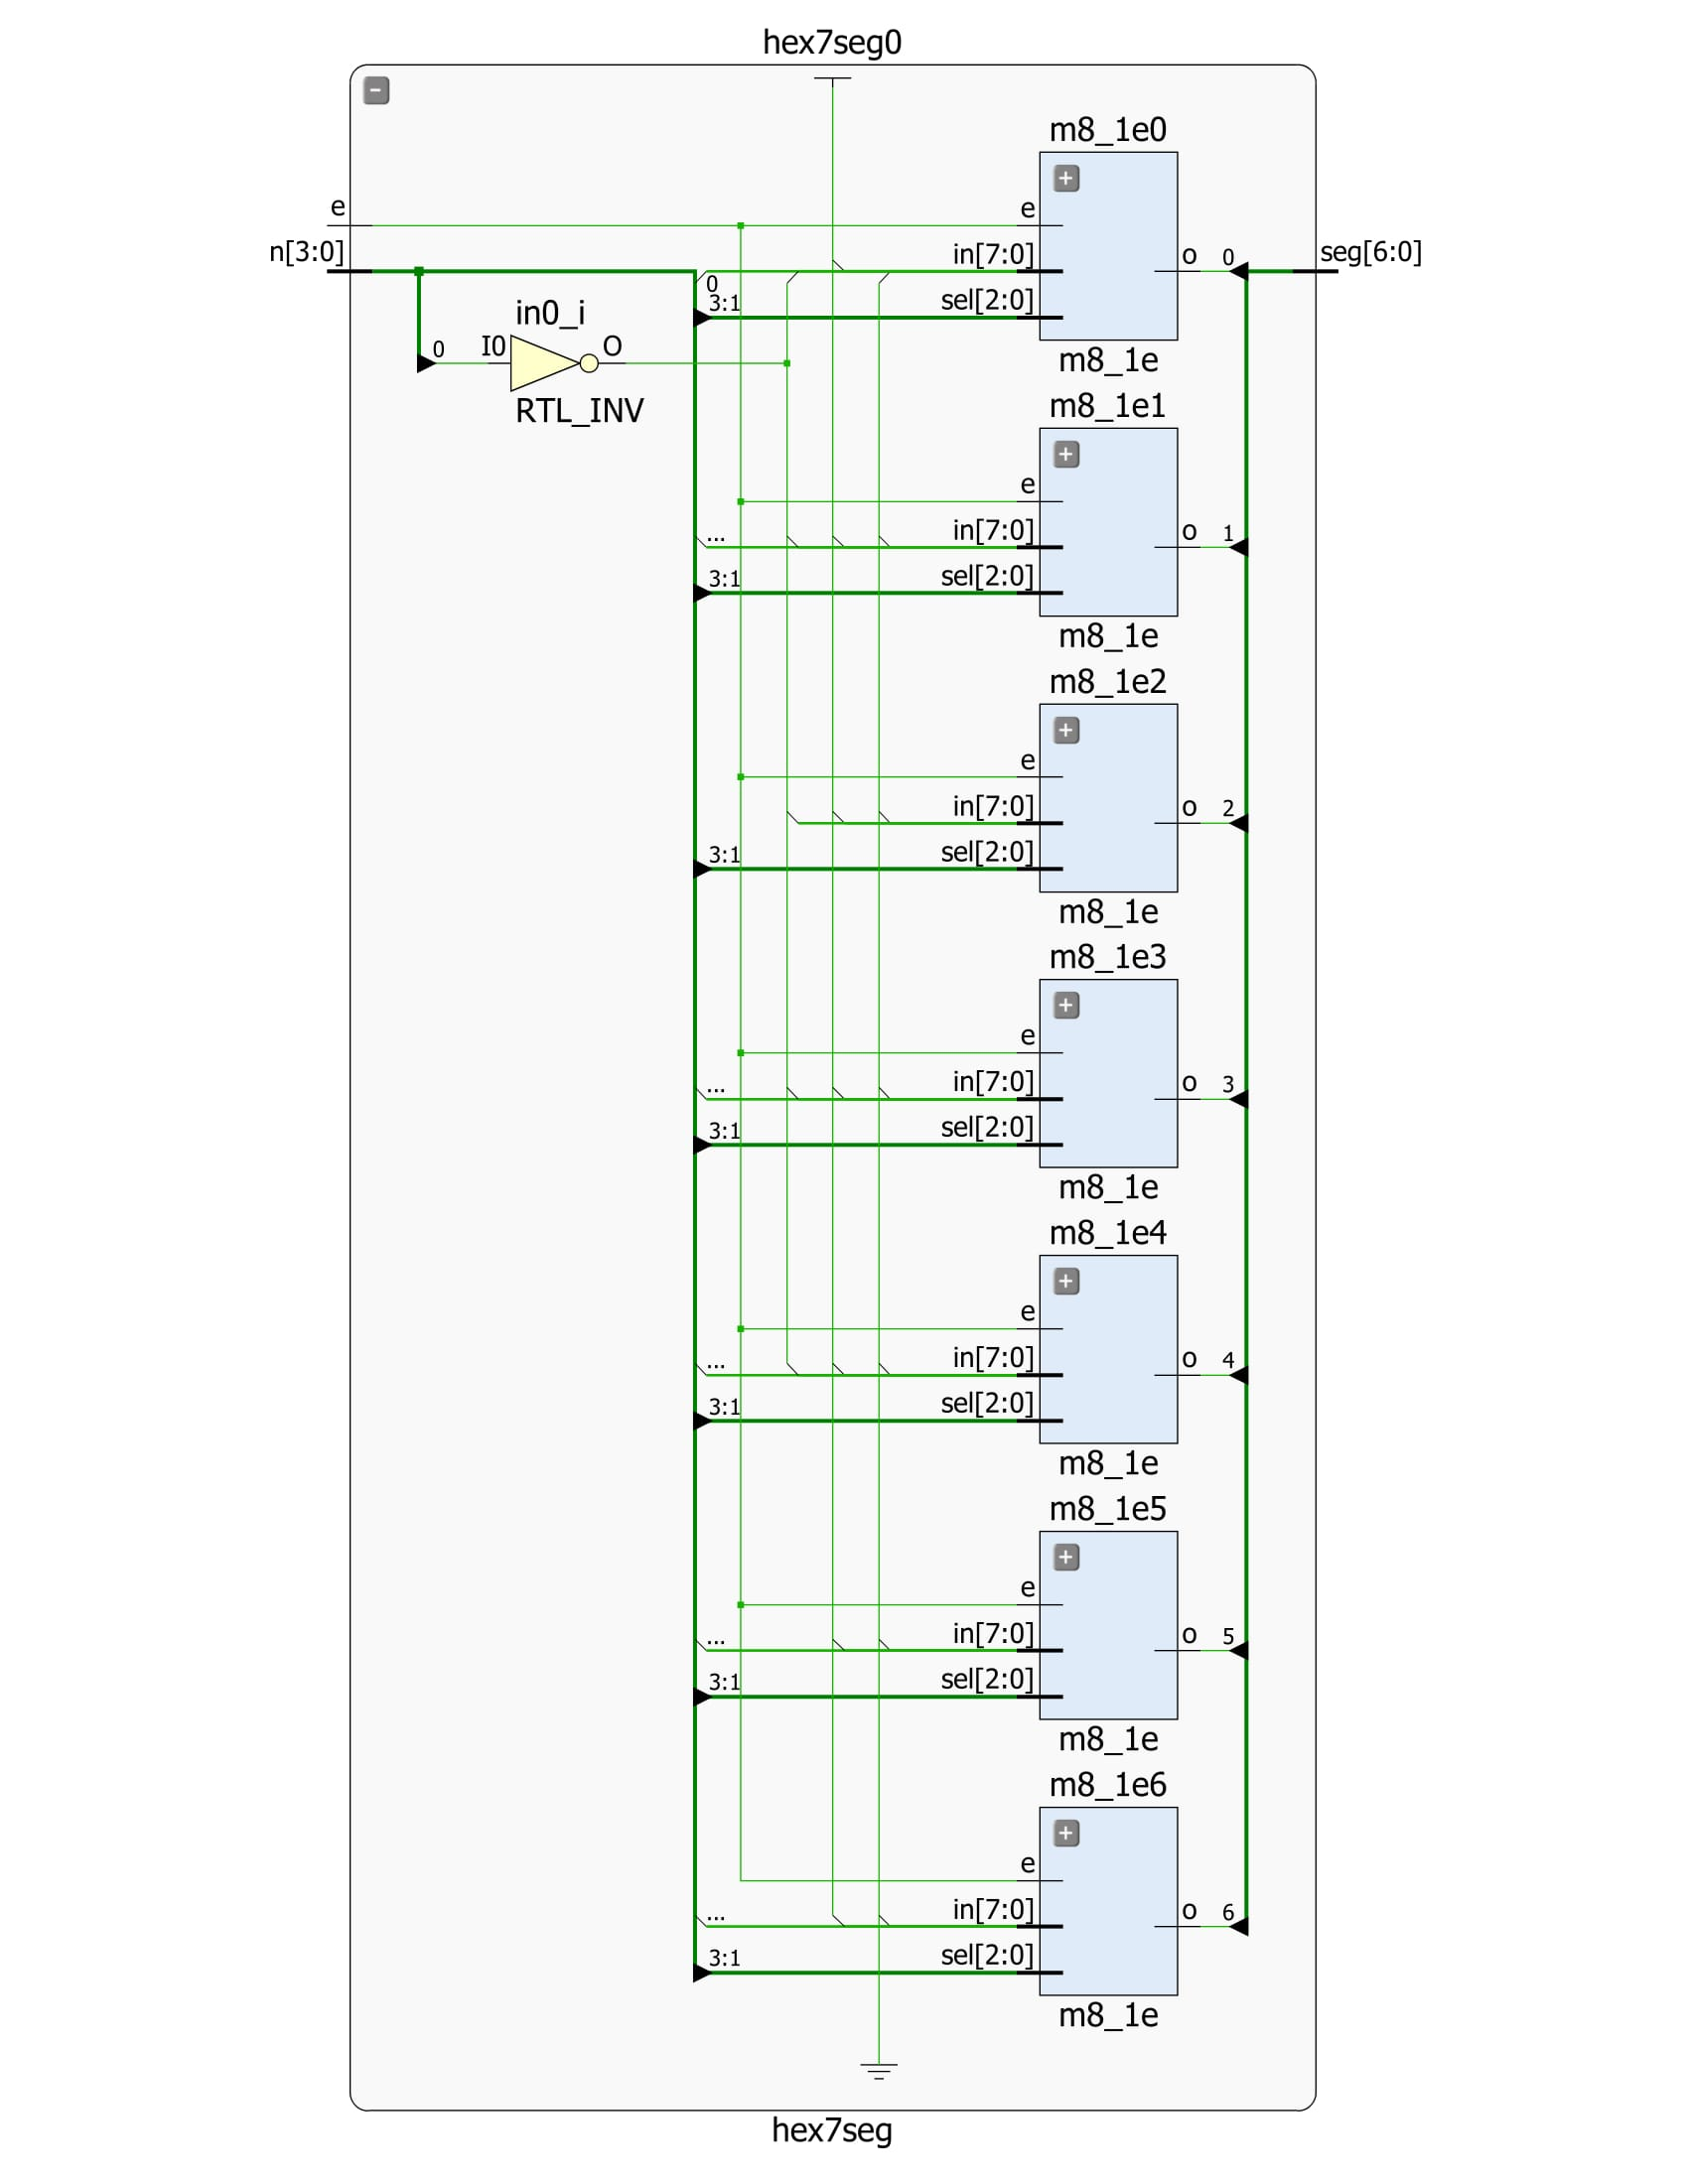 hex7seg0
m8_1e0
e
e
n[3:0]
in[7:0]
o
0
seg[6:0]
0
3:1
sel[2:0]
in0_i
0
I0
O
m8_1e
RTL_INV
m8_1e1
e
...
in[7:0]
o
1
3:1
sel[2:0]
m8_1e
m8_1e2
e
in[7:0]
o
2
3:1
sel[2:0]
m8_1e
m8_1e3
e
...
in[7:0]
o
3
3:1
sel[2:0]
m8_1e
m8_1e4
e
...
in[7:0]
o
4
3:1
sel[2:0]
m8_1e
m8_1e5
e
...
in[7:0]
o
5
3:1
sel[2:0]
m8_1e
m8_1e6
e
...
in[7:0]
o
6
3:1
sel[2:0]
m8_1e
hex7seg